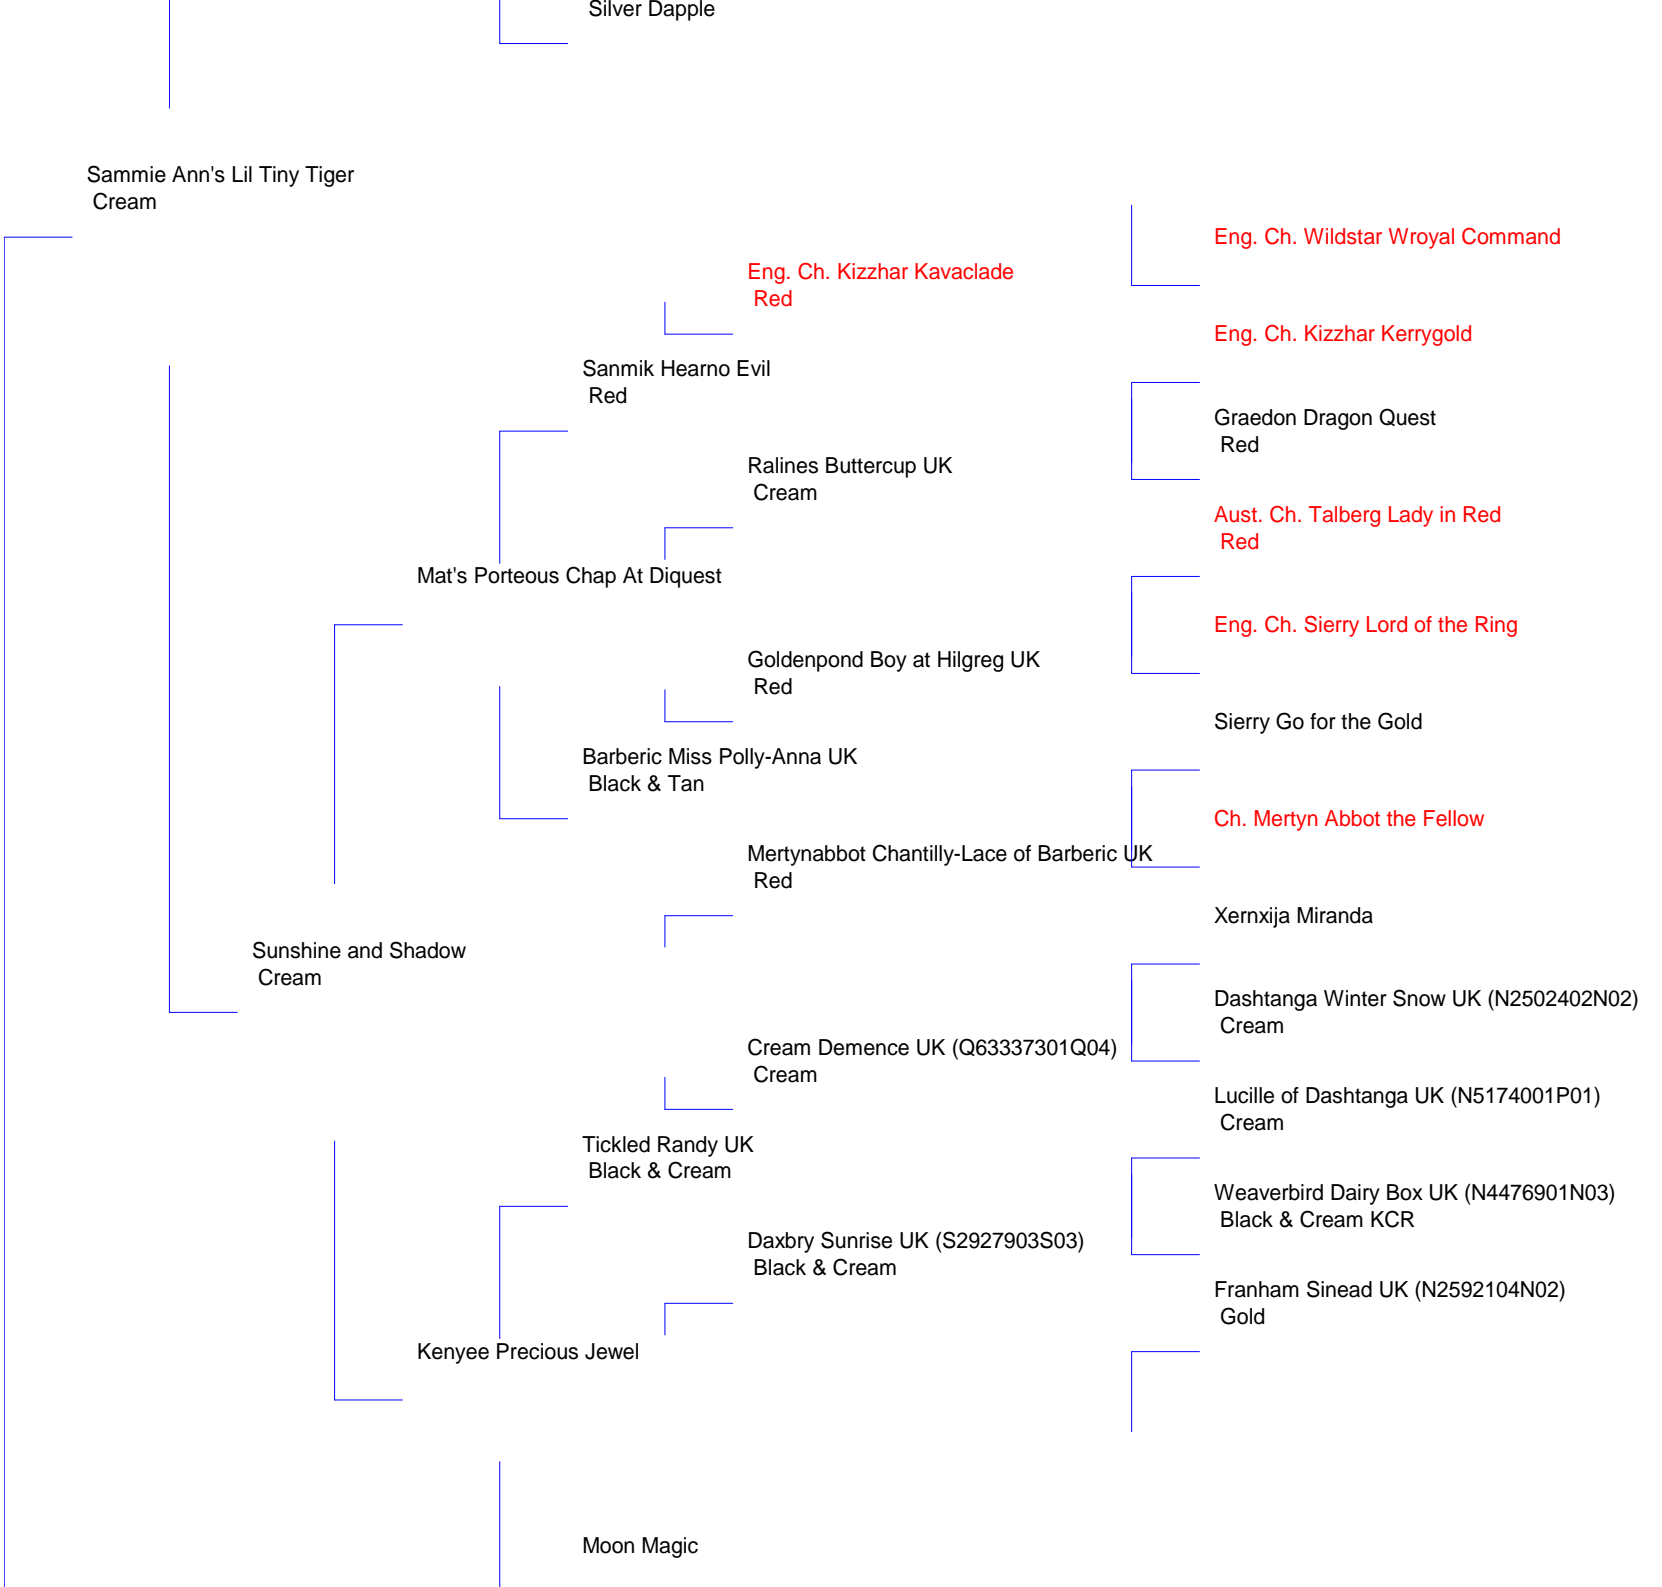 Silver Dapple
Sammie Ann's Lil Tiny Tiger
Cream
Eng. Ch. Wildstar Wroyal Command
Eng. Ch. Kizzhar Kavaclade
Red
Eng. Ch. Kizzhar Kerrygold
Sanmik Hearno Evil
Red
Graedon Dragon Quest
Red
Ralines Buttercup UK
Cream
Aust. Ch. Talberg Lady in Red
Red
Mat's Porteous Chap At Diquest
Eng. Ch. Sierry Lord of the Ring
Goldenpond Boy at Hilgreg UK
Red
Sierry Go for the Gold
Barberic Miss Polly-Anna UK
Black & Tan
Ch. Mertyn Abbot the Fellow
Mertynabbot Chantilly-Lace of Barberic UK
Red
Xernxija Miranda
Sunshine and Shadow
Cream
Dashtanga Winter Snow UK (N2502402N02)
Cream
Cream Demence UK (Q63337301Q04)
Cream
Lucille of Dashtanga UK (N5174001P01)
Cream
Tickled Randy UK
Black & Cream
Weaverbird Dairy Box UK (N4476901N03)
Black & Cream KCR
Daxbry Sunrise UK (S2927903S03)
Black & Cream
Franham Sinead UK (N2592104N02)
Gold
Kenyee Precious Jewel
Moon Magic